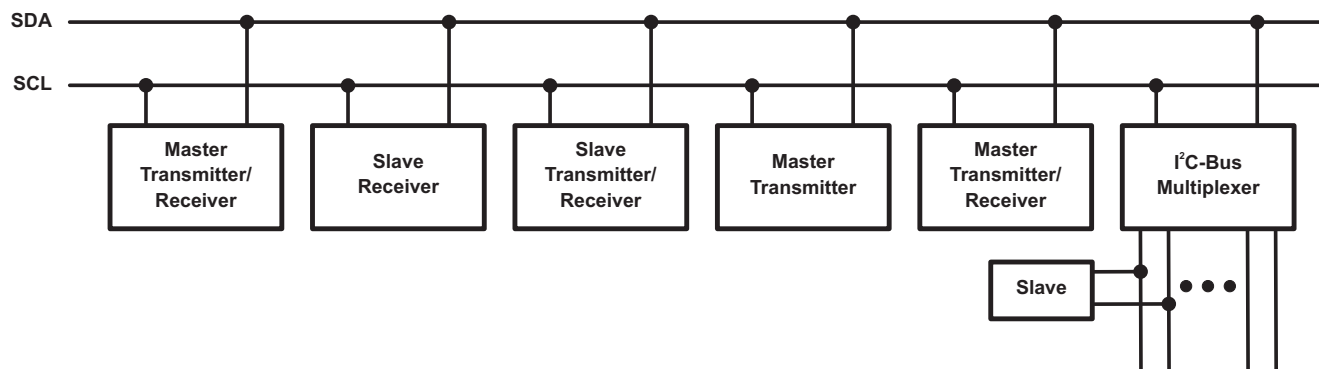 SDA
SCL
Master
Transmitter/
Receiver
Slave
Receiver
Slave
Transmitter/
Receiver
Master
Transmitter
Master
Transmitter/
Receiver
I²C-Bus
Multiplexer
Slave